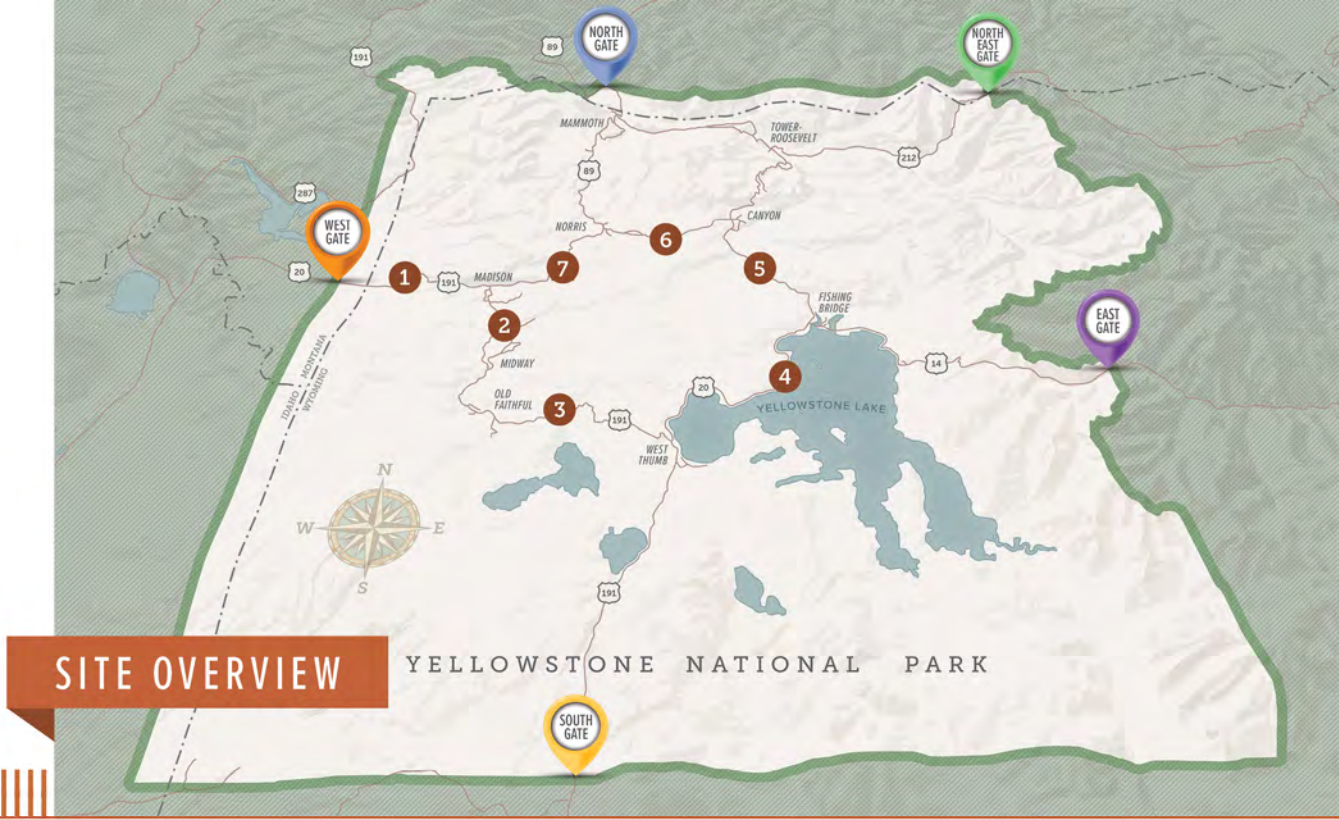 NORTH
GATE
NORTH
EAST
GATE
89
191
MAMMOTH
TOWER-
ROOSEVELT
212
89
287
WEST
GATE
CANYON
NORRIS
6
20
1
191
MADISON
7
5
FISHING
BRIDGE
EAST
GATE
2
MIDWAY
14
IDAHO
MONTANA
WYOMING
4
20
OLD
FAITHFUL
3
191
YELLOWSTONE LAKE
WEST
THUMB
N
W
E
S
191
SITE OVERVIEW
YELLOWSTONE NATIONAL PARK
SOUTH
GATE